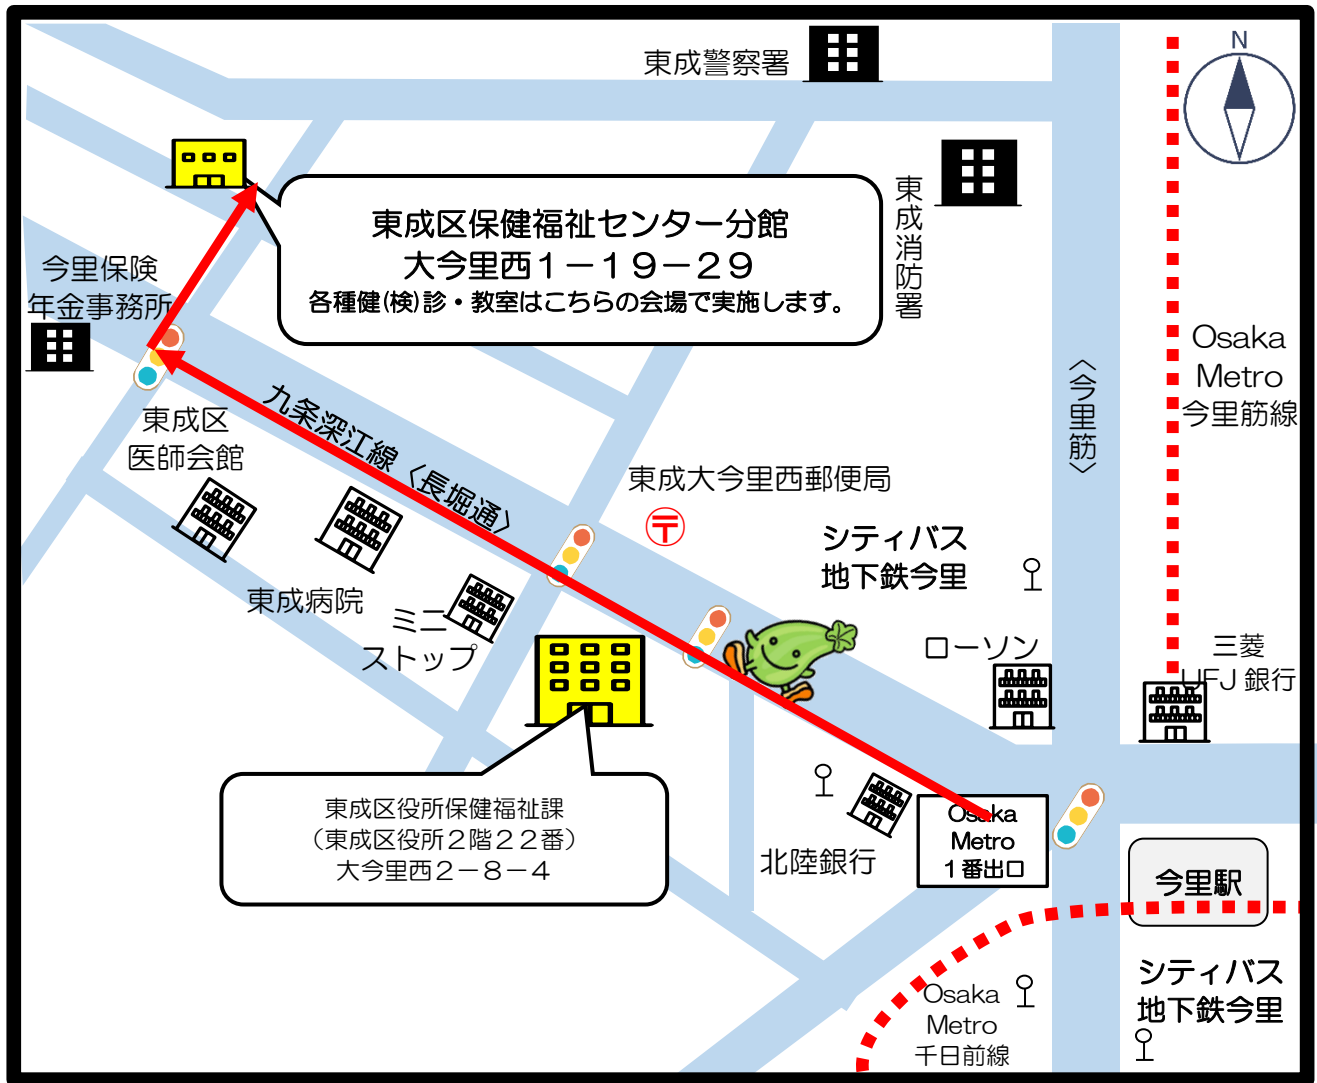 東成警察署
N
東成区保健福祉センター分館
大今里西１－１９－２９
各種健(検)診・教室はこちらの会場で実施します。
東成消防署
今里保険
年金事務所
Osaka
Metro
今里筋線
〈今里筋〉
東成区
医師会館
九条深江線〈長堀通〉
東成大今里西郵便局
〒
シティバス
地下鉄今里
東成病院
ミニ
ストップ
ローソン
三菱
UFJ 銀行
東成区役所保健福祉課
（東成区役所２階２２番）
大今里西２－８－４
北陸銀行
Osaka
Metro
１番出口
今里駅
シティバス
地下鉄今里
Osaka
Metro
千日前線